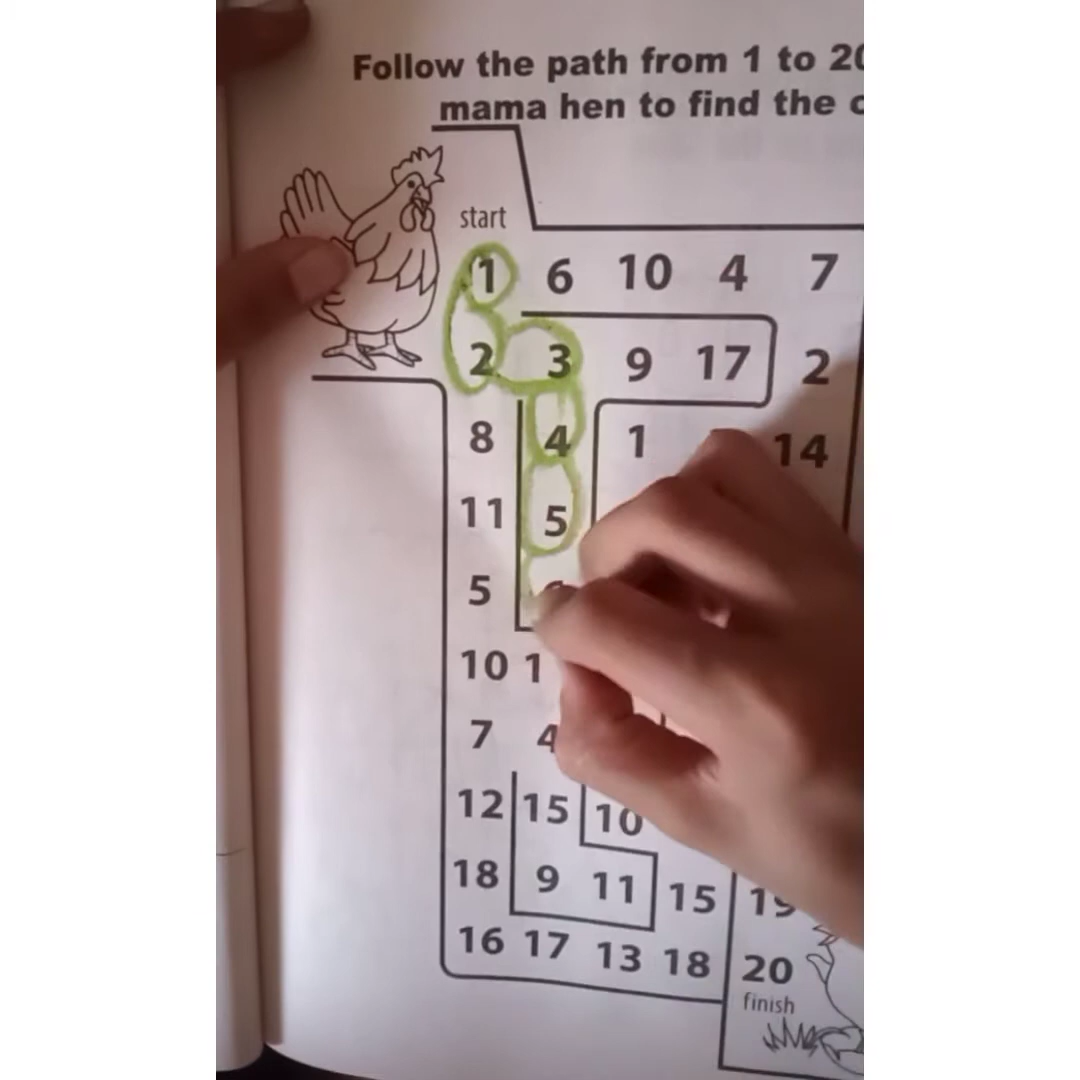 Follow the path from 1 to 20
mama hen to find the
start
1 6 10 4 7
2 3 9 17 2
8 4 1 14
11 5
5
10 1
7 4
12 15 10
18 9 11 15 19
16 17 13 18 20
finish